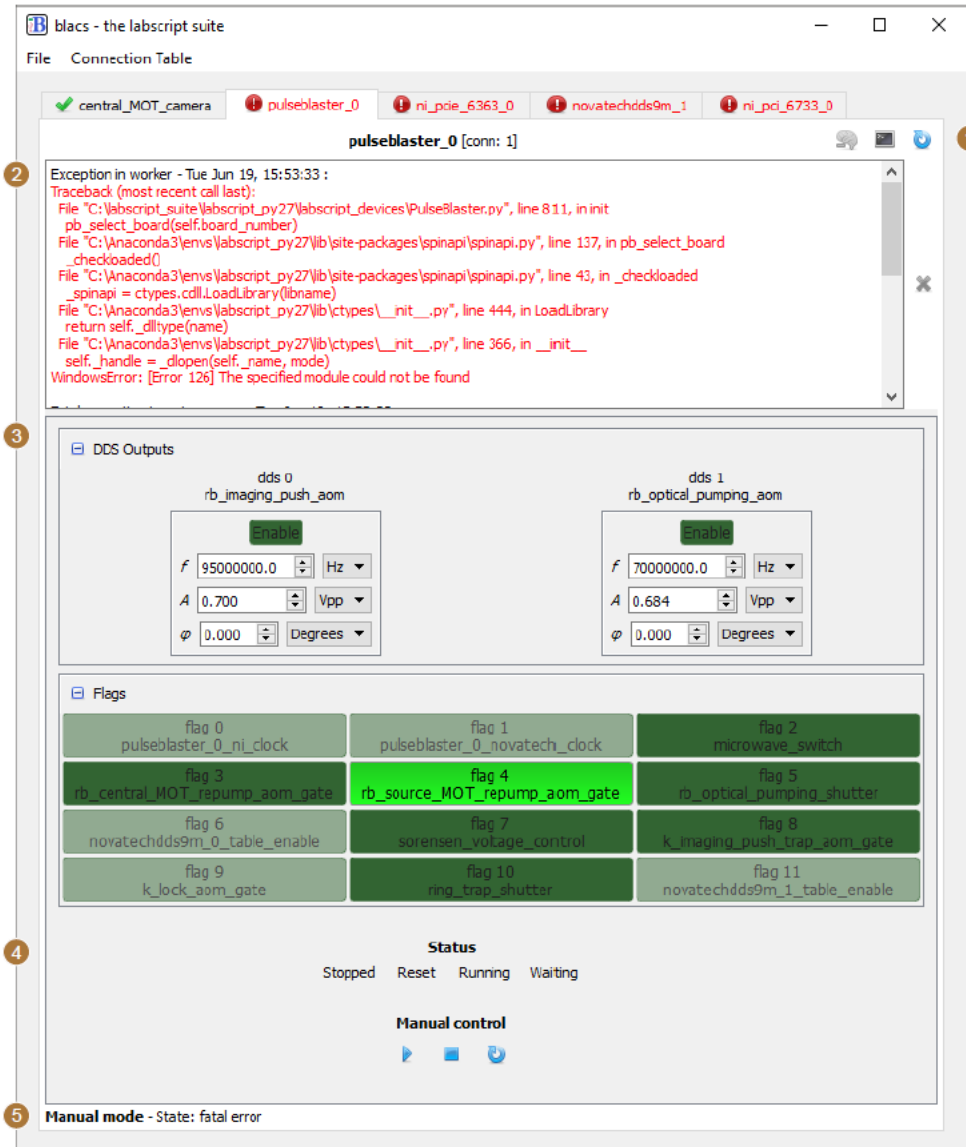 blacs - the labscript suite
File Connection Table
central_MOT_camera pulseblaster_0 ni_pcie_6363_0 novatechdds9m_1 ni_pci_6733_0
pulseblaster_0 [conn: 1]
2
Exception in worker - Tue Jun 19, 15:53:33 :
Traceback (most recent call last):
File "C:\labscript_suite\labscript_py27\labscript_devices\PulseBlaster.py", line 811, in init
pb_select_board(self.board_number)
File "C:\Anaconda3\envs\labscript_py27\lib\site-packages\spinapi\spinapi.py", line 137, in pb_select_board
_checkloaded()
File "C:\Anaconda3\envs\labscript_py27\lib\site-packages\spinapi\spinapi.py", line 43, in _checkloaded
_spinapi = ctypes.cdll.LoadLibrary(libname)
File "C:\Anaconda3\envs\labscript_py27\lib\ctypes\__init__.py", line 444, in LoadLibrary
return self._dlltype(name)
File "C:\Anaconda3\envs\labscript_py27\lib\ctypes\__init__.py", line 366, in __init__
self._handle = _dlopen(self._name, mode)
WindowsError: [Error 126] The specified module could not be found
3
DDS Outputs
dds 0 dds 1
rb_imaging_push_aom rb_optical_pumping_aom
Enable Enable
f 95000000.0 Hz f 70000000.0 Hz
A 0.700 Vpp A 0.684 Vpp
φ 0.000 Degrees φ 0.000 Degrees
Flags
flag 0 flag 1 flag 2
pulseblaster_0_ni_clock pulseblaster_0_novatech_clock microwave_switch
flag 3 flag 4 flag 5
rb_central_MOT_repump_aom_gate rb_source_MOT_repump_aom_gate rb_optical_pumping_shutter
flag 6 flag 7 flag 8
novatechdds9m_0_table_enable sorensen_voltage_control k_imaging_push_trap_aom_gate
flag 9 flag 10 flag 11
k_lock_aom_gate ring_trap_shutter novatechdds9m_1_table_enable
4
Status
Stopped Reset Running Waiting
Manual control
5
Manual mode - State: fatal error